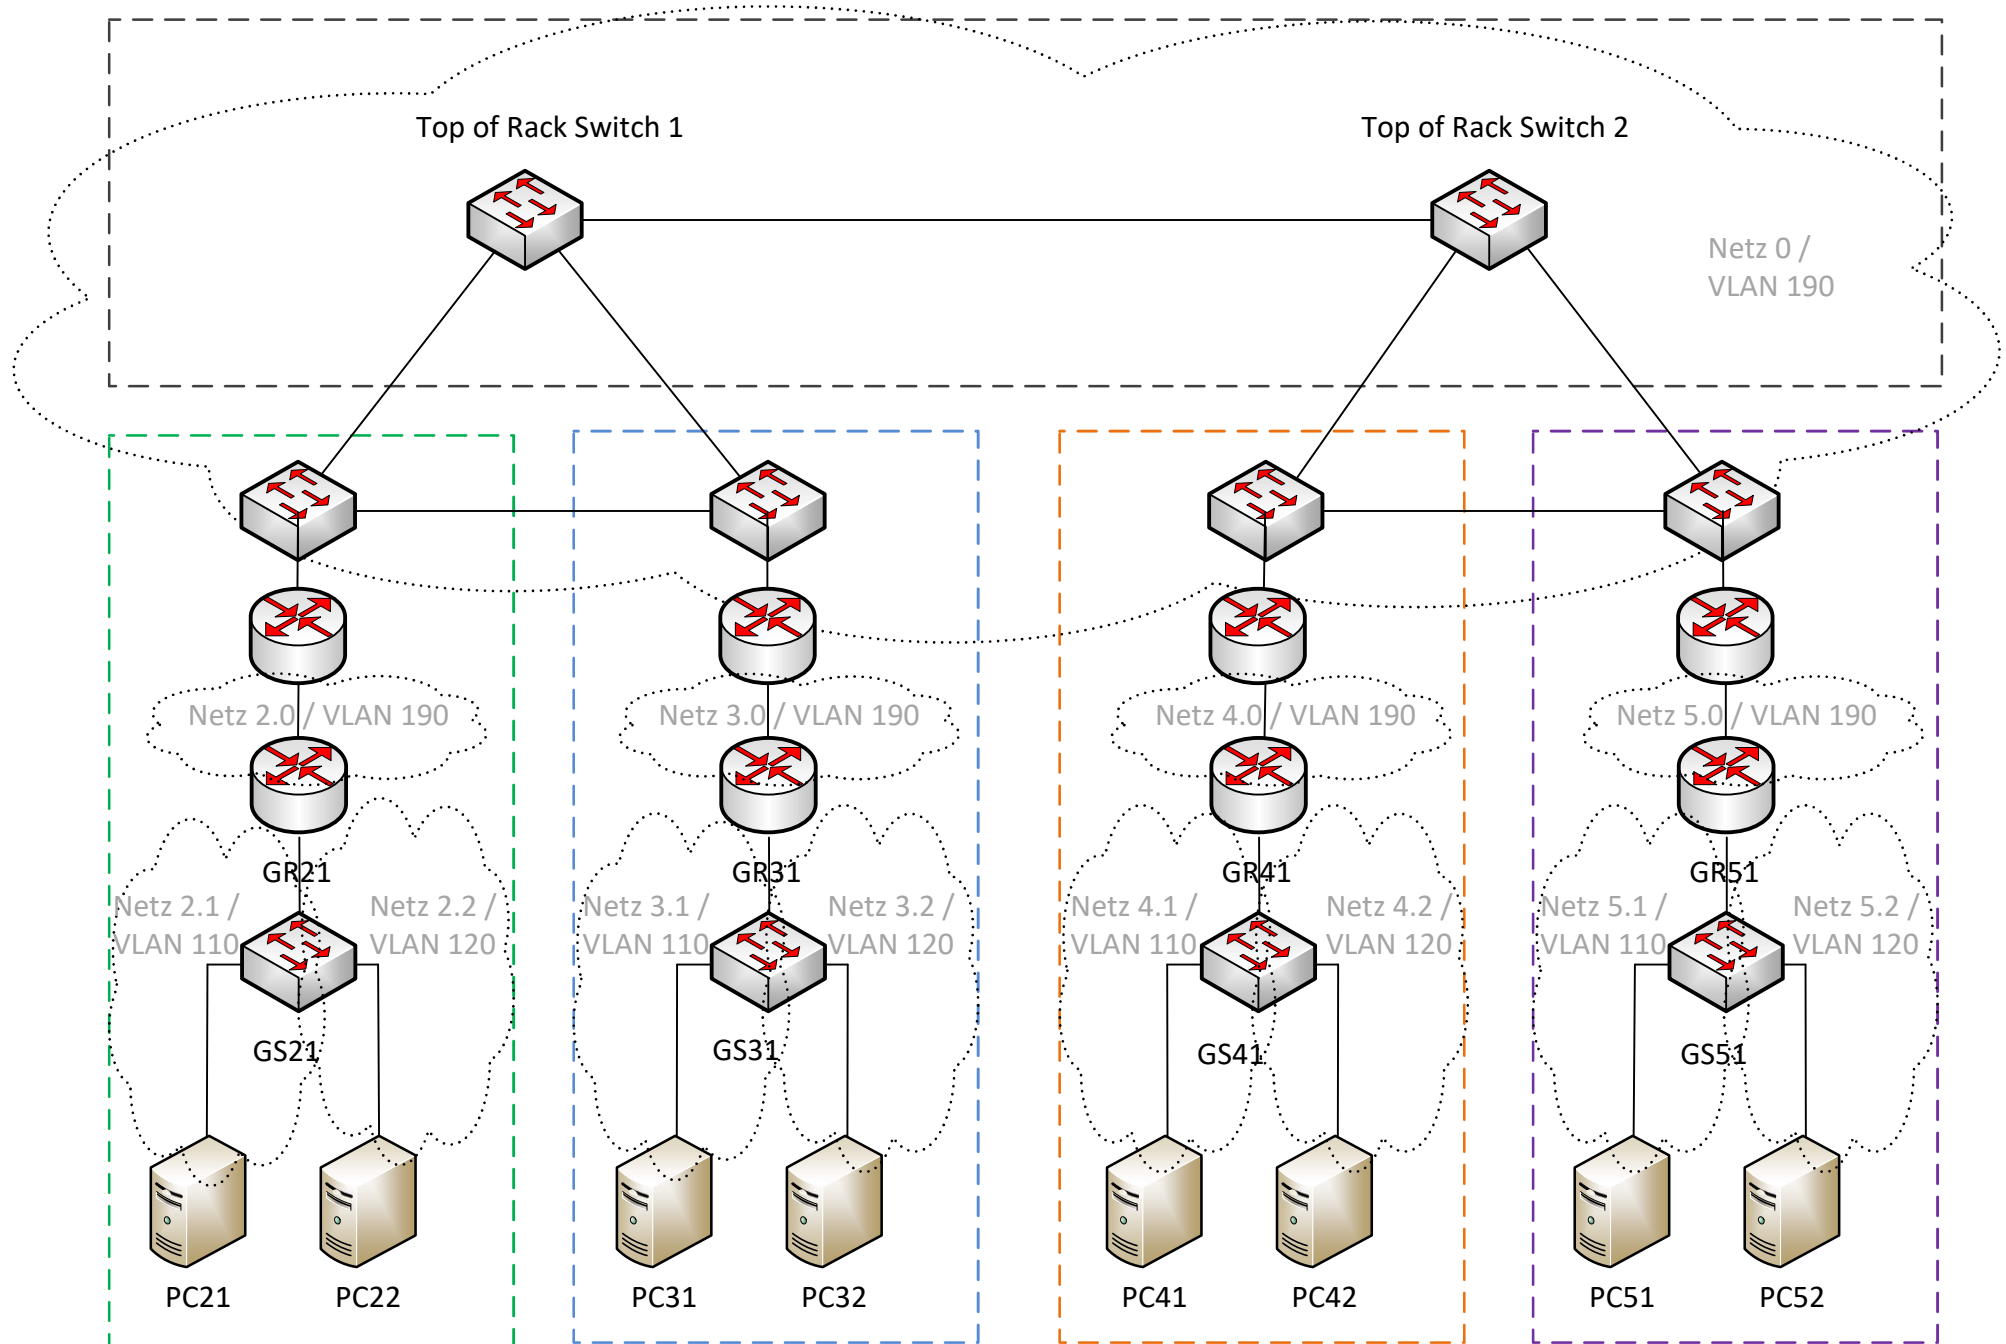 Top of Rack Switch 1
Top of Rack Switch 2
Netz 0 /
VLAN 190
Netz 2.0 / VLAN 190
Netz 3.0 / VLAN 190
Netz 4.0 / VLAN 190
Netz 5.0 / VLAN 190
GR21
GR31
GR41
GR51
Netz 2.1 /
VLAN 110
Netz 2.2 /
VLAN 120
Netz 3.1 /
VLAN 110
Netz 3.2 /
VLAN 120
Netz 4.1 /
VLAN 110
Netz 4.2 /
VLAN 120
Netz 5.1 /
VLAN 110
Netz 5.2 /
VLAN 120
GS21
GS31
GS41
GS51
PC21
PC22
PC31
PC32
PC41
PC42
PC51
PC52